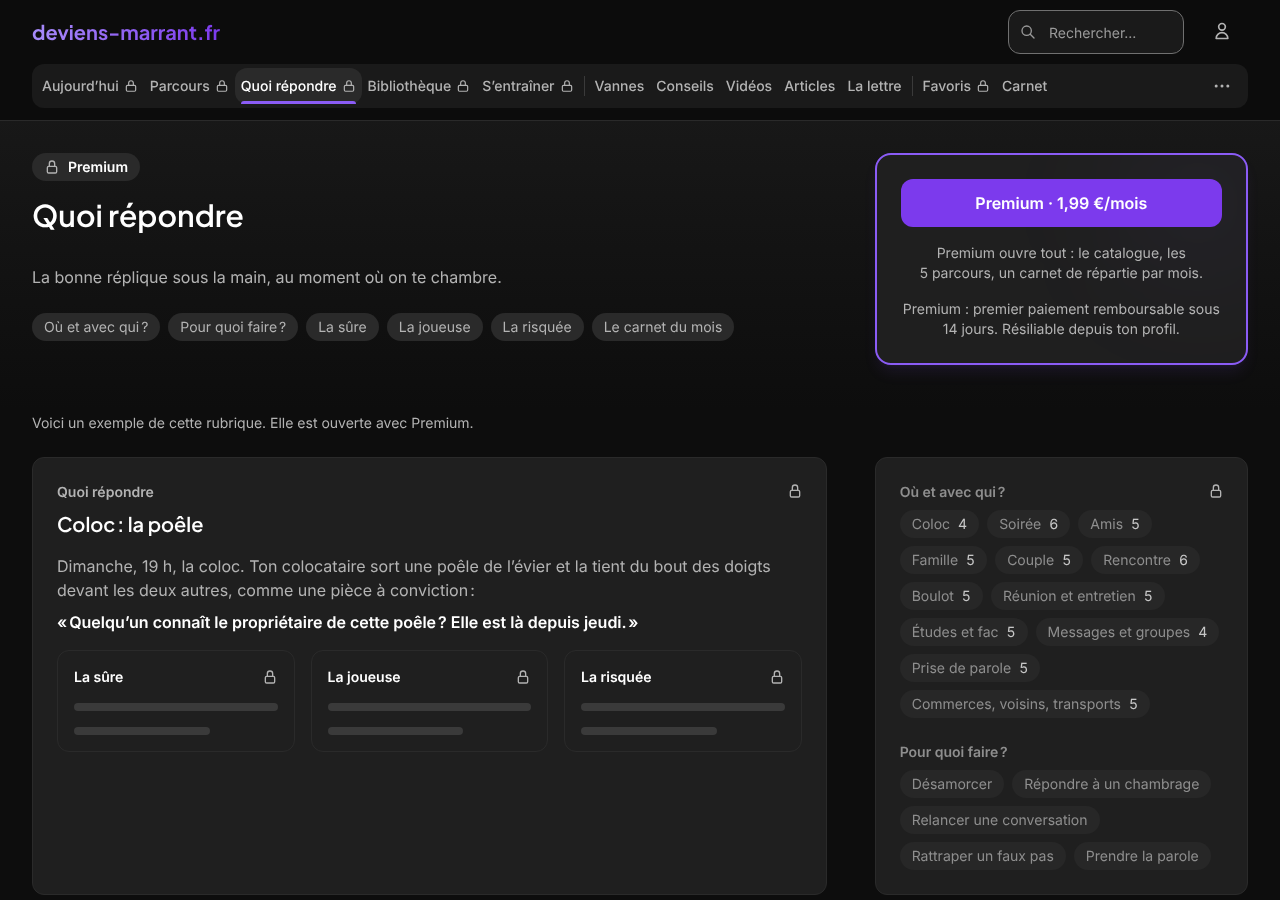 deviens-marrant.fr
Rechercher...
Aujourd’hui Parcours Quoi répondre Bibliothèque S’entraîner Vannes Conseils Vidéos Articles La lettre Favoris Carnet ...
Premium
Quoi répondre
La bonne réplique sous la main, au moment où on te chambre.
Où et avec qui ? Pour quoi faire ? La sûre La joueuse La risquée Le carnet du mois
Premium · 1,99 €/mois
Premium ouvre tout : le catalogue, les
5 parcours, un carnet de répartie par mois.
Premium : premier paiement remboursable sous
14 jours. Résiliable depuis ton profil.
Voici un exemple de cette rubrique. Elle est ouverte avec Premium.
Quoi répondre
Coloc : la poêle
Dimanche, 19 h, la coloc. Ton colocataire sort une poêle de l’évier et la tient du bout des doigts
devant les deux autres, comme une pièce à conviction :
« Quelqu’un connaît le propriétaire de cette poêle ? Elle est là depuis jeudi. »
La sûre La joueuse La risquée
Où et avec qui ?
Coloc 4 Soirée 6 Amis 5
Famille 5 Couple 5 Rencontre 6
Boulot 5 Réunion et entretien 5
Études et fac 5 Messages et groupes 4
Prise de parole 5
Commerces, voisins, transports 5
Pour quoi faire ?
Désamorcer Répondre à un chambrage
Relancer une conversation
Rattraper un faux pas Prendre la parole